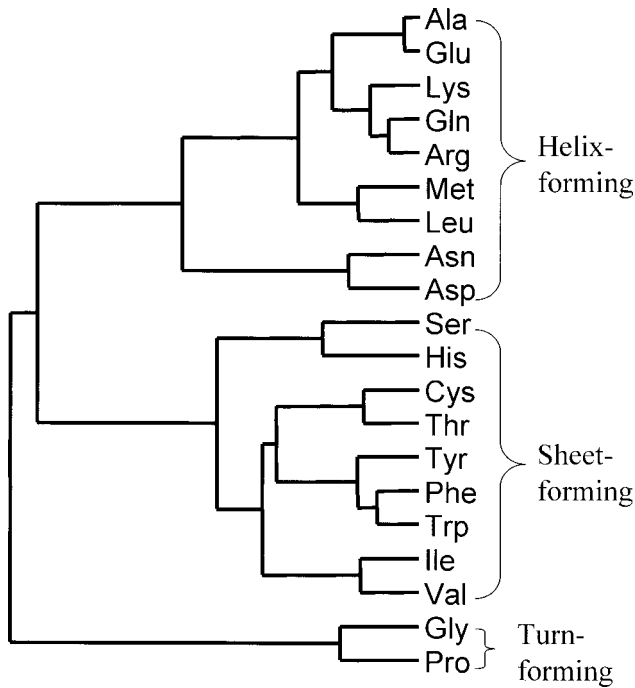 Ala
Glu
Lys
Gln
Arg
Met
Leu
Asn
Asp
Helix-
forming
Ser
His
Cys
Thr
Tyr
Phe
Trp
Ile
Val
Sheet-
forming
Gly
Pro
Turn-
forming